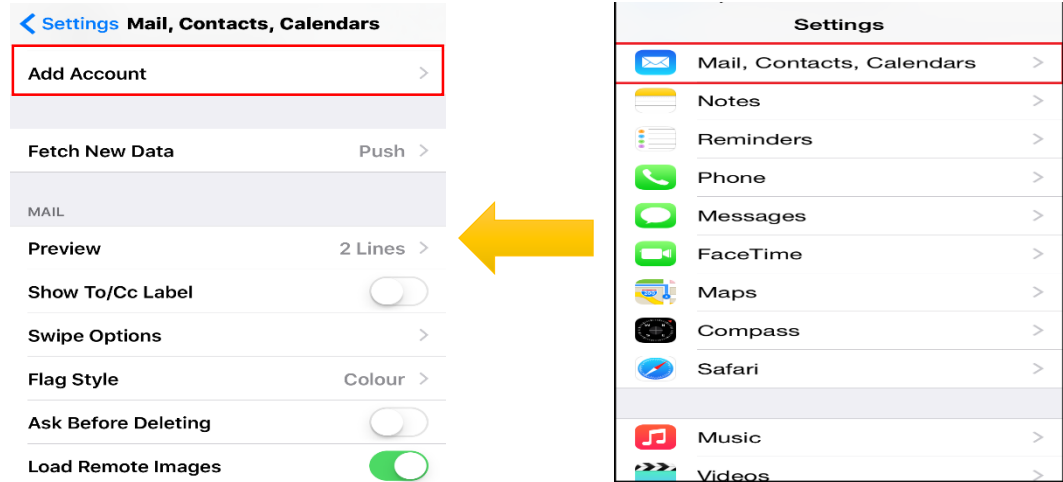 Settings Mail, Contacts, Calendars
Add Account
Fetch New Data Push
MAIL
Preview 2 Lines
Show To/Cc Label
Swipe Options
Flag Style Colour
Ask Before Deleting
Load Remote Images
Settings
Mail, Contacts, Calendars
Notes
Reminders
Phone
Messages
FaceTime
Maps
Compass
Safari
Music
Videos